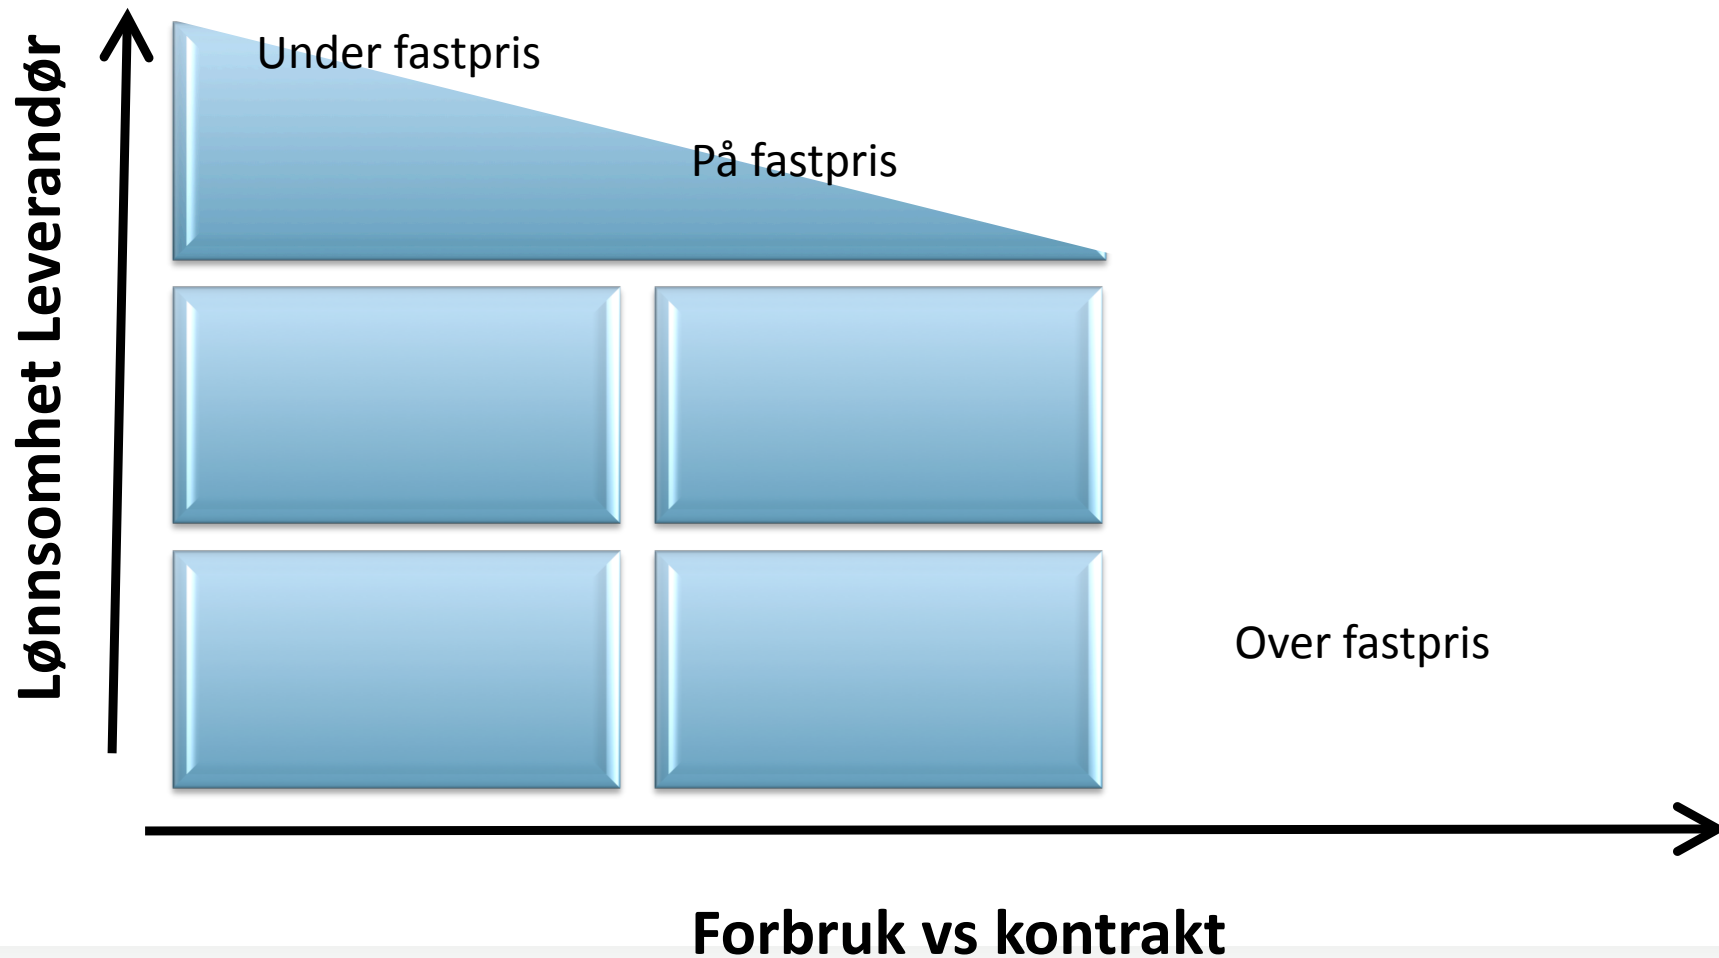 Under fastpris
På fastpris
Lønnsomhet Leverandør
Over fastpris
Forbruk vs kontrakt